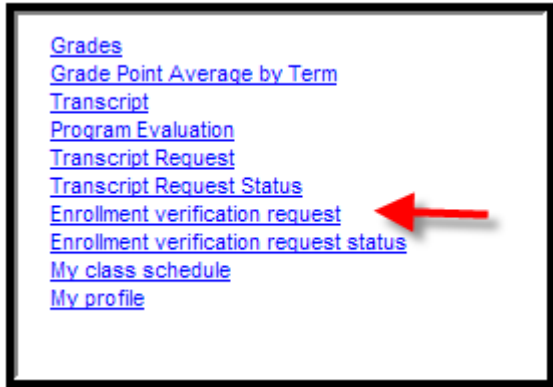 Grades
Grade Point Average by Term
Transcript
Program Evaluation
Transcript Request
Transcript Request Status
Enrollment verification request
Enrollment verification request status
My class schedule
My profile